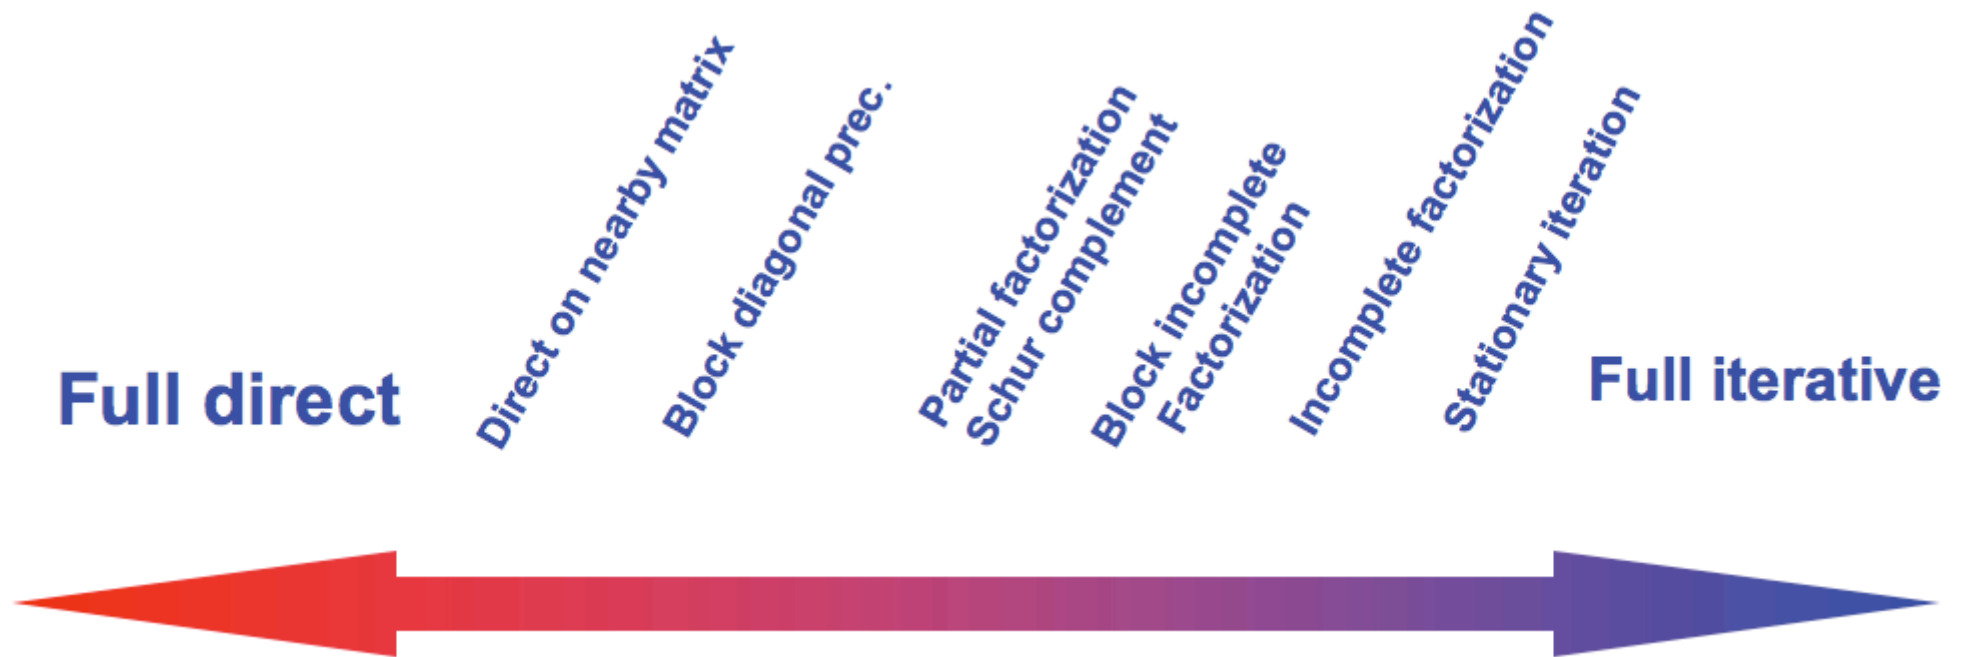 Full direct
Direct on nearby matrix
Block diagonal prec.
Partial factorization
Schur complement
Block incomplete
Factorization
Incomplete factorization
Stationary iteration
Full iterative